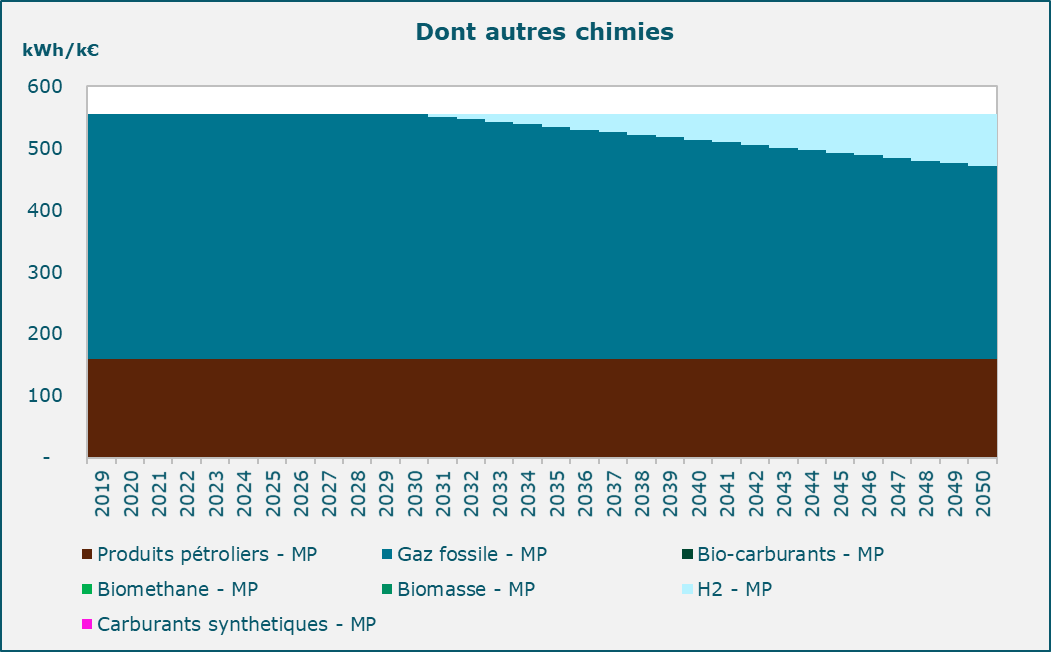 Dont autres chimies
kWh/k€
600
500
400
300
200
100
-
2019 2020 2021 2022 2023 2024 2025 2026 2027 2028 2029 2030 2031 2032 2033 2034 2035 2036 2037 2038 2039 2040 2041 2042 2043 2044 2045 2046 2047 2048 2049 2050
Produits pétroliers - MP Gaz fossile - MP Bio-carburants - MP
Biomethane - MP Biomasse - MP H2 - MP
Carburants synthetiques - MP